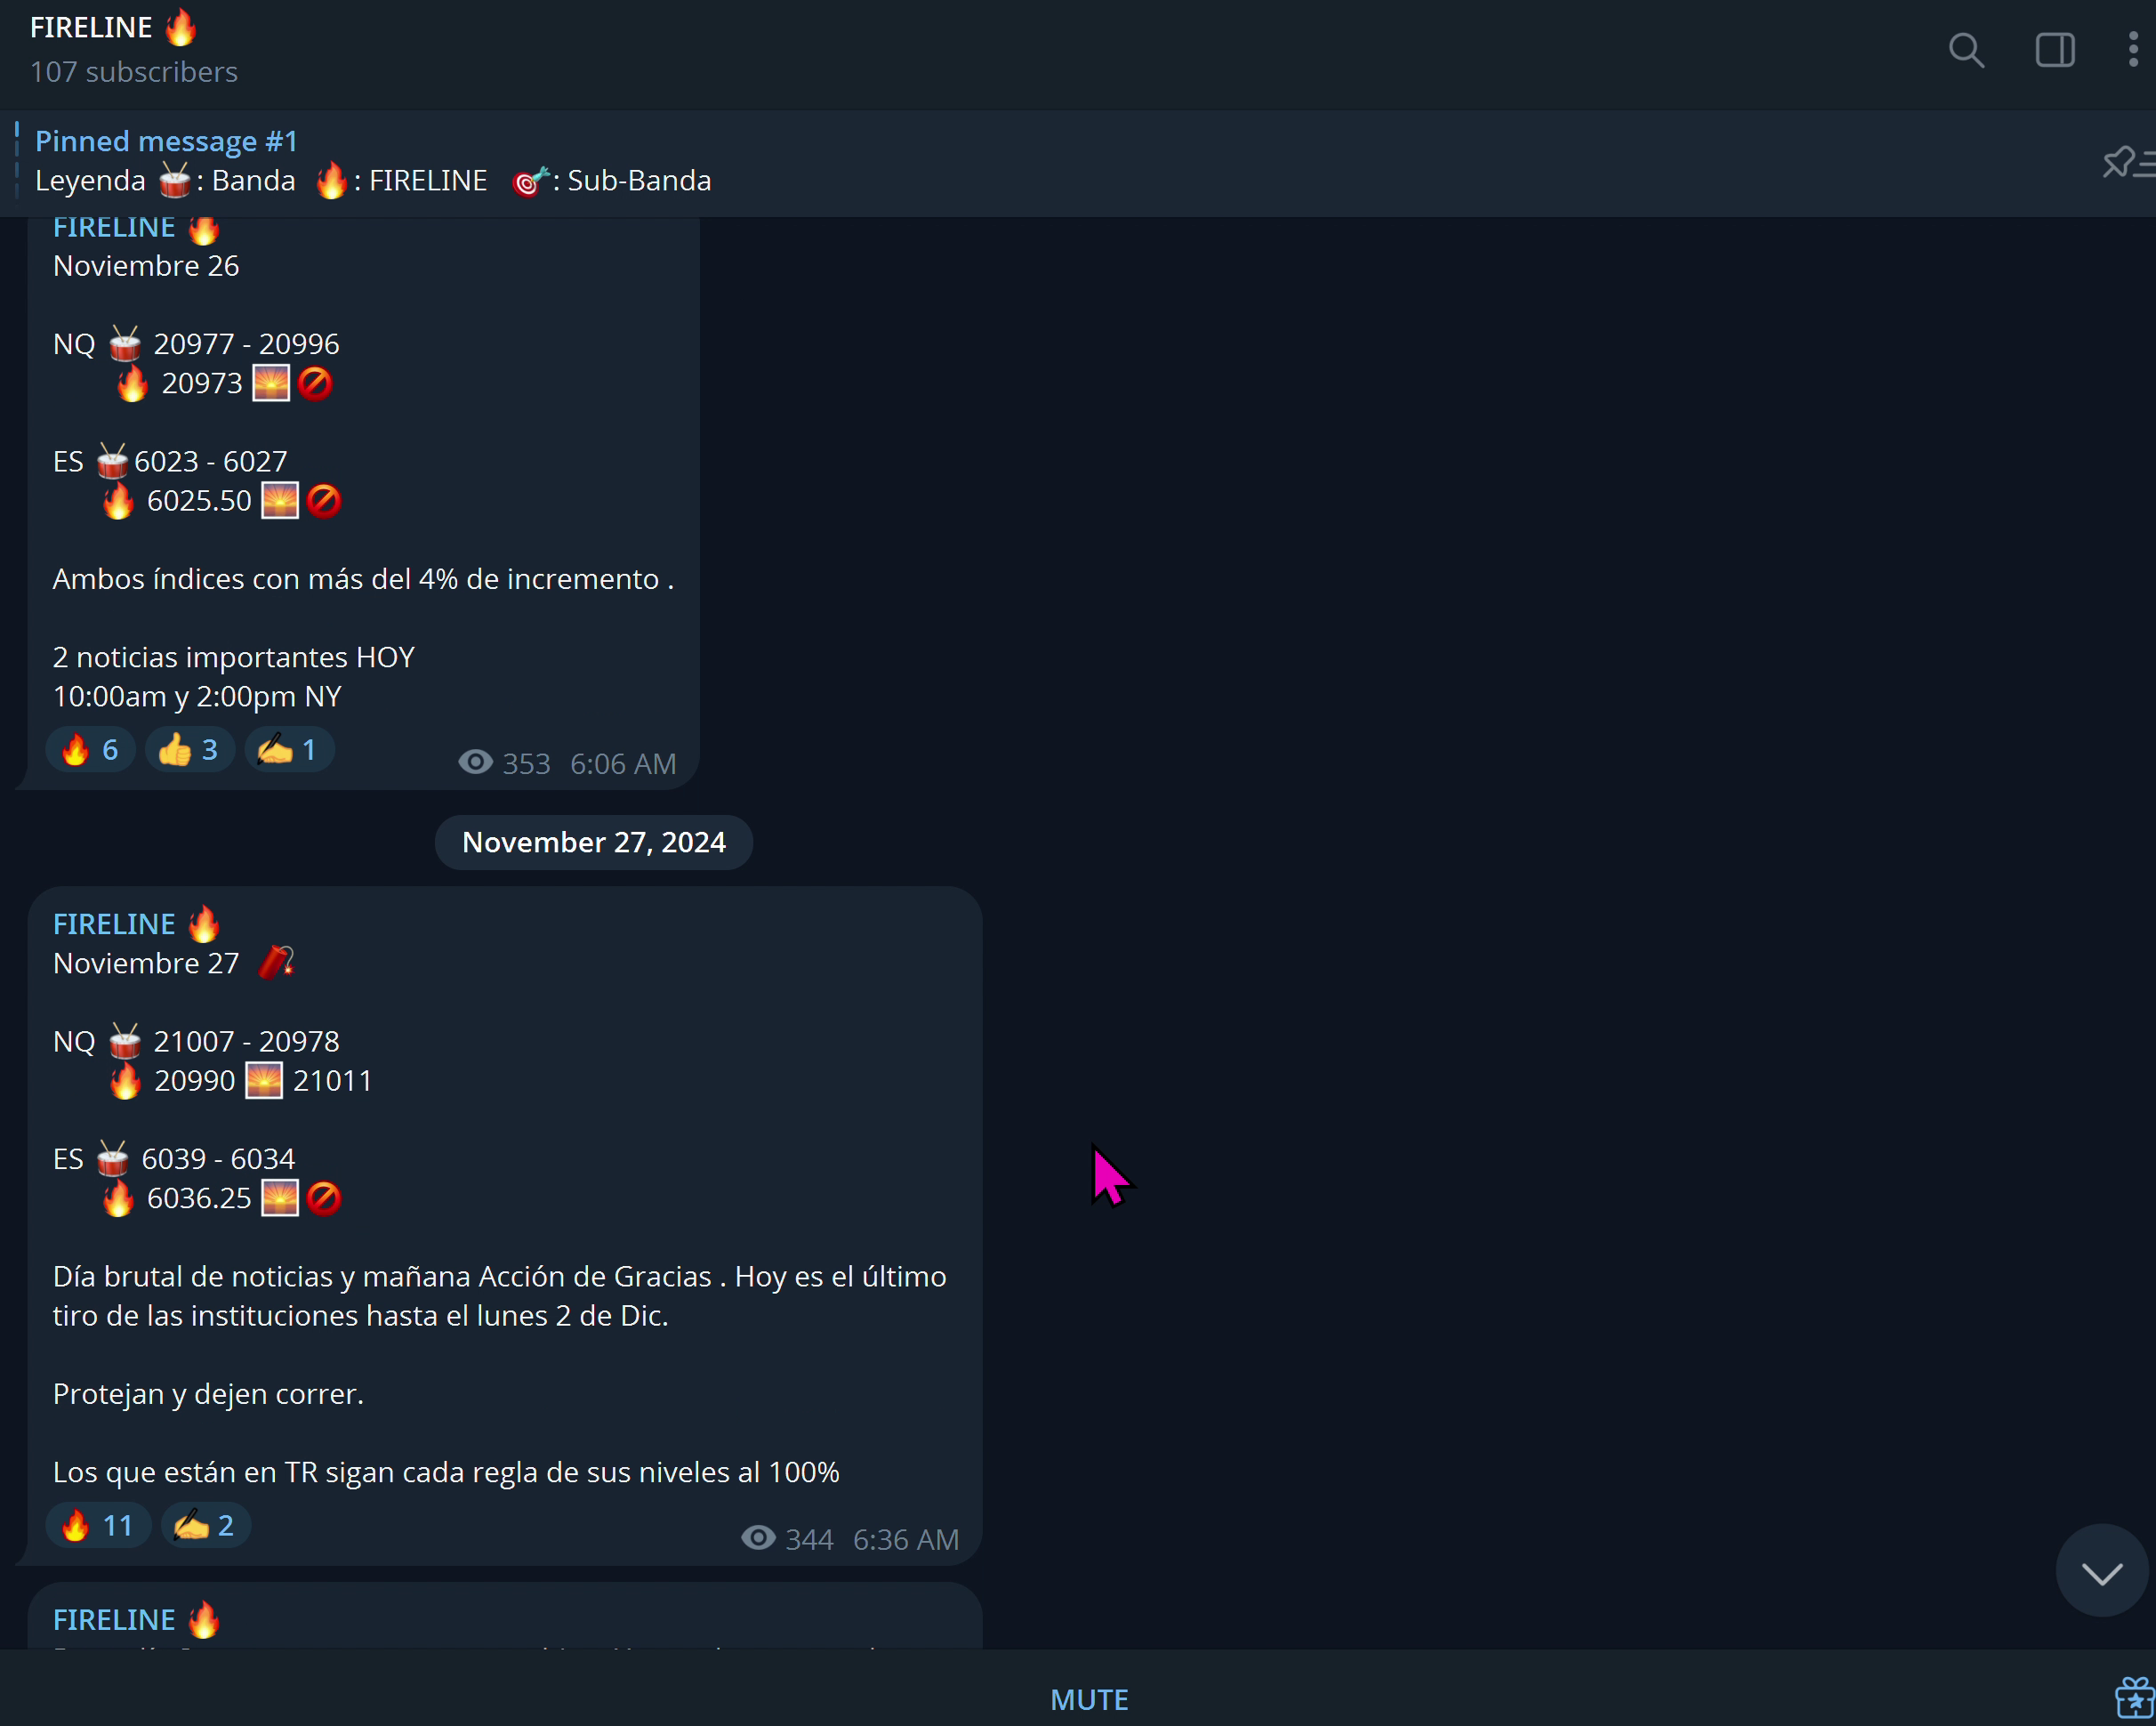 FIRELINE 🔥
107 subscribers
Pinned message #1
Leyenda 🥁: Banda 🔥: FIRELINE 🎯: Sub-Banda
FIRELINE 🔥
Noviembre 26
NQ 🥁 20977 - 20996
🔥 20973 🌅🚫
ES 🥁6023 - 6027
🔥 6025.50 🌅🚫
Ambos índices con más del 4% de incremento .
2 noticias importantes HOY
10:00am y 2:00pm NY
🔥 6 👍 3 ✍️ 1 353 6:06 AM
November 27, 2024
FIRELINE 🔥
Noviembre 27 🧨
NQ 🥁 21007 - 20978
🔥 20990 🌅 21011
ES 🥁 6039 - 6034
🔥 6036.25 🌅🚫
Día brutal de noticias y mañana Acción de Gracias . Hoy es el último
tiro de las instituciones hasta el lunes 2 de Dic.
Protejan y dejen correr.
Los que están en TR sigan cada regla de sus niveles al 100%
🔥 11 ✍️ 2 344 6:36 AM
FIRELINE 🔥
MUTE